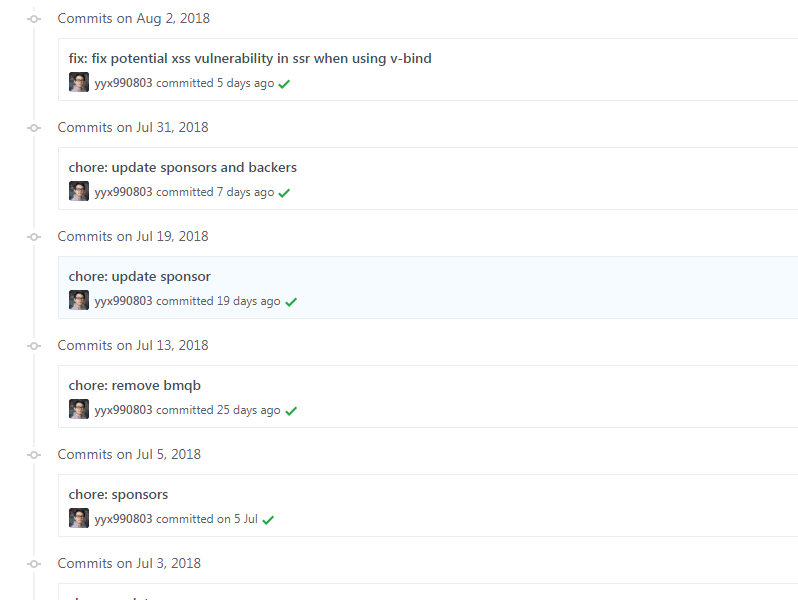 Commits on Aug 2, 2018
fix: fix potential xss vulnerability in ssr when using v-bind
yyx990803 committed 5 days ago
Commits on Jul 31, 2018
chore: update sponsors and backers
yyx990803 committed 7 days ago
Commits on Jul 19, 2018
chore: update sponsor
yyx990803 committed 19 days ago
Commits on Jul 13, 2018
chore: remove bmqb
yyx990803 committed 25 days ago
Commits on Jul 5, 2018
chore: sponsors
yyx990803 committed on 5 Jul
Commits on Jul 3, 2018